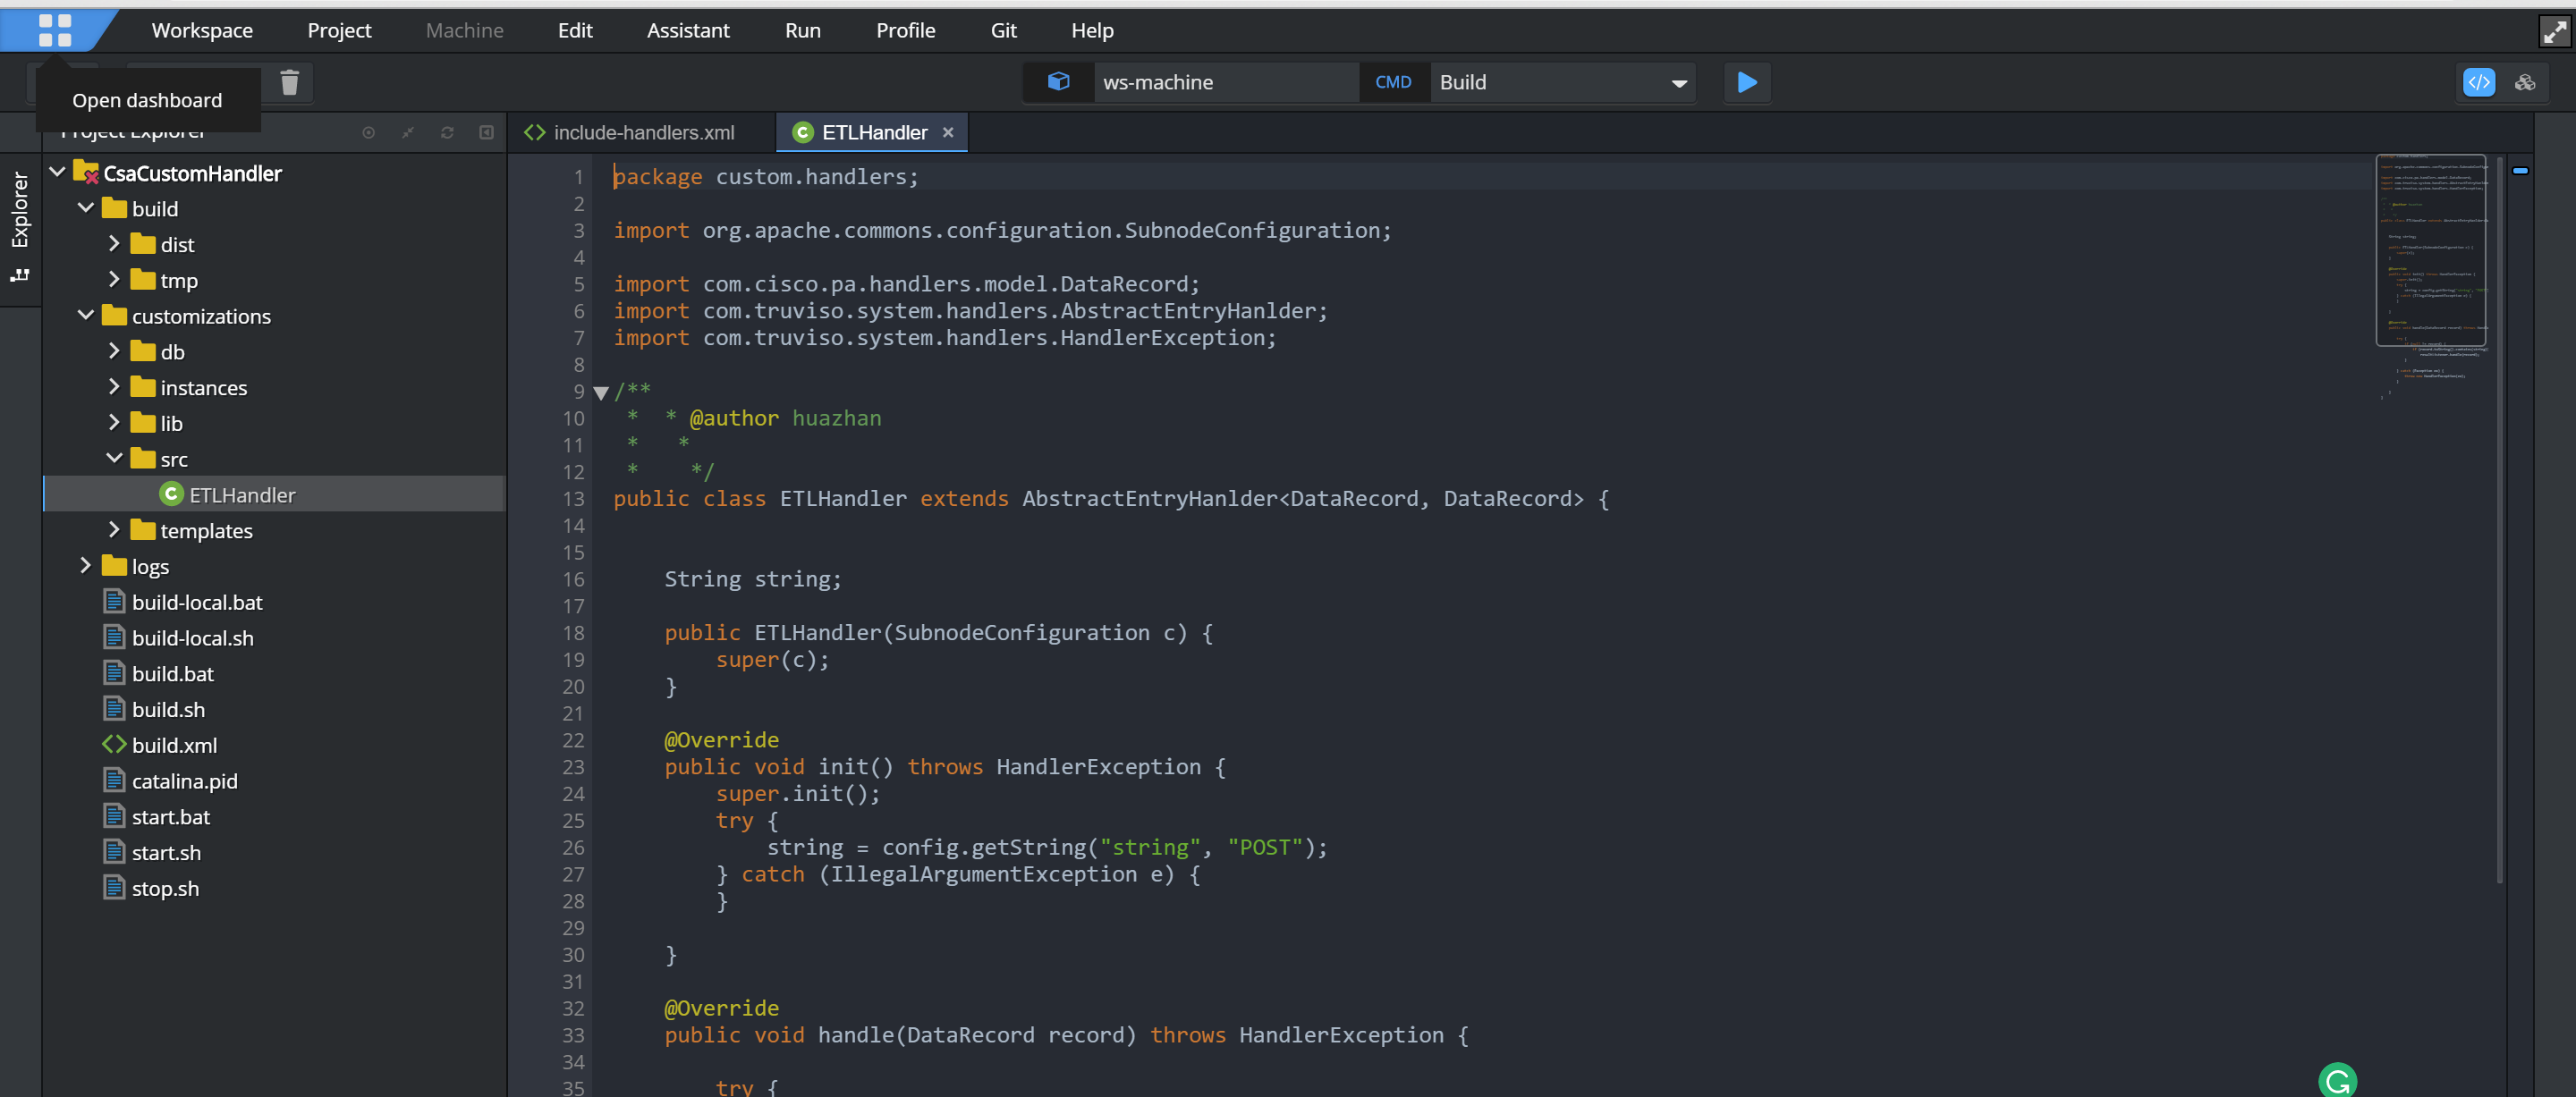 Workspace Project Machine Edit Assistant Run Profile Git Help
Open dashboard
ws-machine CMD Build
Project Explorer
include-handlers.xml ETLHandler
Explorer
CsaCustomHandler
build
dist
tmp
customizations
db
instances
lib
src
ETLHandler
templates
logs
build-local.bat
build-local.sh
build.bat
build.sh
build.xml
catalina.pid
start.bat
start.sh
stop.sh
1 package custom.handlers;
2
3 import org.apache.commons.configuration.SubnodeConfiguration;
4
5 import com.cisco.pa.handlers.model.DataRecord;
6 import com.truviso.system.handlers.AbstractEntryHanlder;
7 import com.truviso.system.handlers.HandlerException;
8
9 /**
10 * * @author huazhan
11 * *
12 * */
13 public class ETLHandler extends AbstractEntryHanlder<DataRecord, DataRecord> {
14
15
16 String string;
17
18 public ETLHandler(SubnodeConfiguration c) {
19 super(c);
20 }
21
22 @Override
23 public void init() throws HandlerException {
24 super.init();
25 try {
26 string = config.getString("string", "POST");
27 } catch (IllegalArgumentException e) {
28 }
29
30 }
31
32 @Override
33 public void handle(DataRecord record) throws HandlerException {
34
35 try {